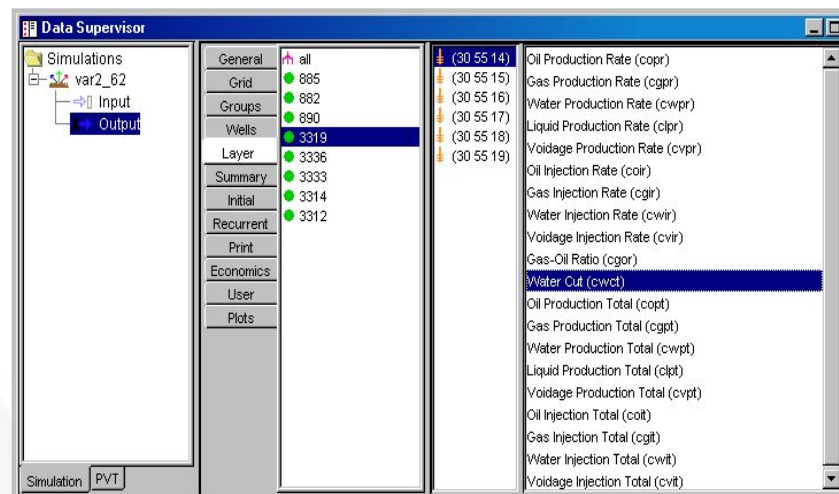 Data Supervisor
Simulations
var2_62
Input
Output
Simulation
PVT
General
Grid
Groups
Wells
Layer
Summary
Initial
Recurrent
Print
Economics
User
Plots
all
885
882
890
3319
3336
3333
3314
3312
(30 55 14)
(30 55 15)
(30 55 16)
(30 55 17)
(30 55 18)
(30 55 19)
Oil Production Rate (copr)
Gas Production Rate (cgpr)
Water Production Rate (cwpr)
Liquid Production Rate (clpr)
Voidage Production Rate (cvpr)
Oil Injection Rate (coir)
Gas Injection Rate (cgir)
Water Injection Rate (cwir)
Voidage Injection Rate (cvir)
Gas-Oil Ratio (cgor)
Water Cut (cwct)
Oil Production Total (copt)
Gas Production Total (cgpt)
Water Production Total (cwpt)
Liquid Production Total (clpt)
Voidage Production Total (cvpt)
Oil Injection Total (coit)
Gas Injection Total (cgit)
Water Injection Total (cwit)
Voidage Injection Total (cvit)